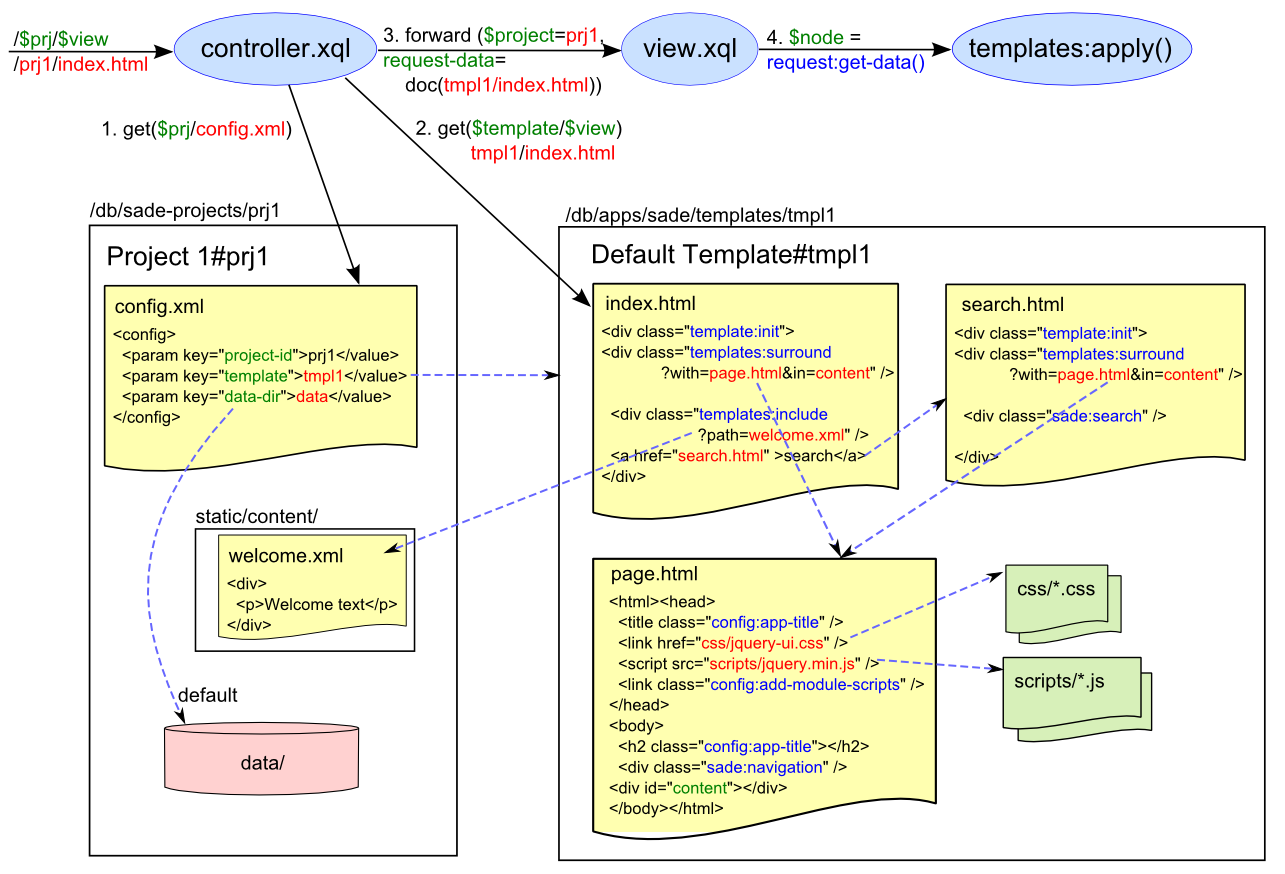 /$prj/$view
/prj1/index.html
controller.xql
3. forward ($project=prj1,
request-data=
doc(tmpl1/index.html))
view.xql
4. $node =
request:get-data()
templates:apply()
1. get($prj/config.xml)
2. get($template/$view)
tmpl1/index.html
/db/sade-projects/prj1
Project 1#prj1
config.xml
<config>
<param key="project-id">prj1</value>
<param key="template">tmpl1</value>
<param key="data-dir">data</value>
</config>
static/content/
welcome.xml
<div>
<p>Welcome text</p>
</div>
default
data/
/db/apps/sade/templates/tmpl1
Default Template#tmpl1
index.html
<div class="template:init">
<div class="templates:surround
?with=page.html&in=content" />
<div class="templates:include
?path=welcome.xml" />
<a href="search.html" >search</a>
</div>
search.html
<div class="template:init">
<div class="templates:surround
?with=page.html&in=content" />
<div class="sade:search" />
</div>
page.html
<html><head>
<title class="config:app-title" />
<link href="css/jquery-ui.css" />
<script src="scripts/jquery.min.js" />
<link class="config:add-module-scripts" />
</head>
<body>
<h2 class="config:app-title"></h2>
<div class="sade:navigation" />
<div id="content"></div>
</body></html>
css/*.css
scripts/*.js